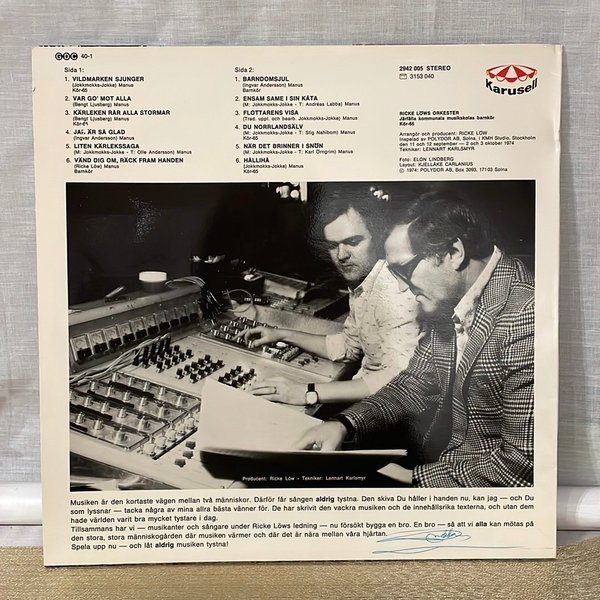 GDC 40-1
Side 1:
1. VILDMARKEN SJUNGER
(Jokkmokks-Jokke) Manus
Kör-65
2. VAR GO' MOT ALLA
(Bengt Ljusberg) Manus
3. KÄRLEKEN RÅR ALLA STORMAR
(Bengt Ljusberg) Manus
Kör-65
4. JAG ÄR SÅ GLAD
(Ingvar Andersson) Manus
5. LITEN KÄRLEKSSAGA
(M: Jokkmokks-Jokke - T: Olle Andersson) Manus
6. VÄND DIG OM, RÄCK FRAM HANDEN
(Ricke Löw) Manus
Barnkör
Side 2:
1. BARNDOMSJUL
(Ingvar Andersson) Manus
Barnkör
2. ENSAM SAME I SIN KÅTA
(M: Jokkmokks-Jokke - T: Andréas Labba) Manus
3. FLOTTARENS VISA
(Trad. uppt. och bearb. Jokkmokks-Jokke)
4. DU NORRLANDSÄLV
(M: Jokkmokks-Jokke - T: Stig Nahlbom) Manus
Kör-65
5. NÄR DET BRINNER I SNÖN
(M: Jokkmokks-Jokke - T: Karl Örngrim) Manus
6. HÅLLIHÅ
(M: Jokkmokks-Jokke) Manus
Kör-65
2942 005 STEREO
3153 040
Karusell
RICKE LÖWS ORKESTER
Järfälla kommunala musikskolas barnkör
Kör-65
Arrangör och producent: RICKE LÖW
Inspelad av POLYDOR AB, Solna. i KMH Studio, Stockholm
den 11 och 12 september — 2 och 3 oktober 1974
Tekniker: LENNART KARLSMYR
Foto: ELON LINDBERG
Layout: KJELLÅKE CARLANIUS
Ⓟ 1974: POLYDOR AB, Box 3093, 171 03 Solna
Producent: Ricke Löw - Tekniker: Lennart Karlsmyr
Musiken är den kortaste vägen mellan två människor. Därför får sången aldrig tystna. Den skiva Du håller i handen nu, kan jag — och Du
som lyssnar — tacka några av mina allra bästa vänner för. De har skrivit den vackra musiken och de innehållsrika texterna, och utan dem
hade världen varit bra mycket tystare i dag.
Tillsammans har vi — musikanter och sångare under Ricke Löws ledning — nu försökt bygga en bro. En bro — så att vi alla kan mötas på
den stora, stora människogården där musiken värmer och där det är nära mellan våra hjärtan.
Spela upp nu — och låt aldrig musiken tystna!